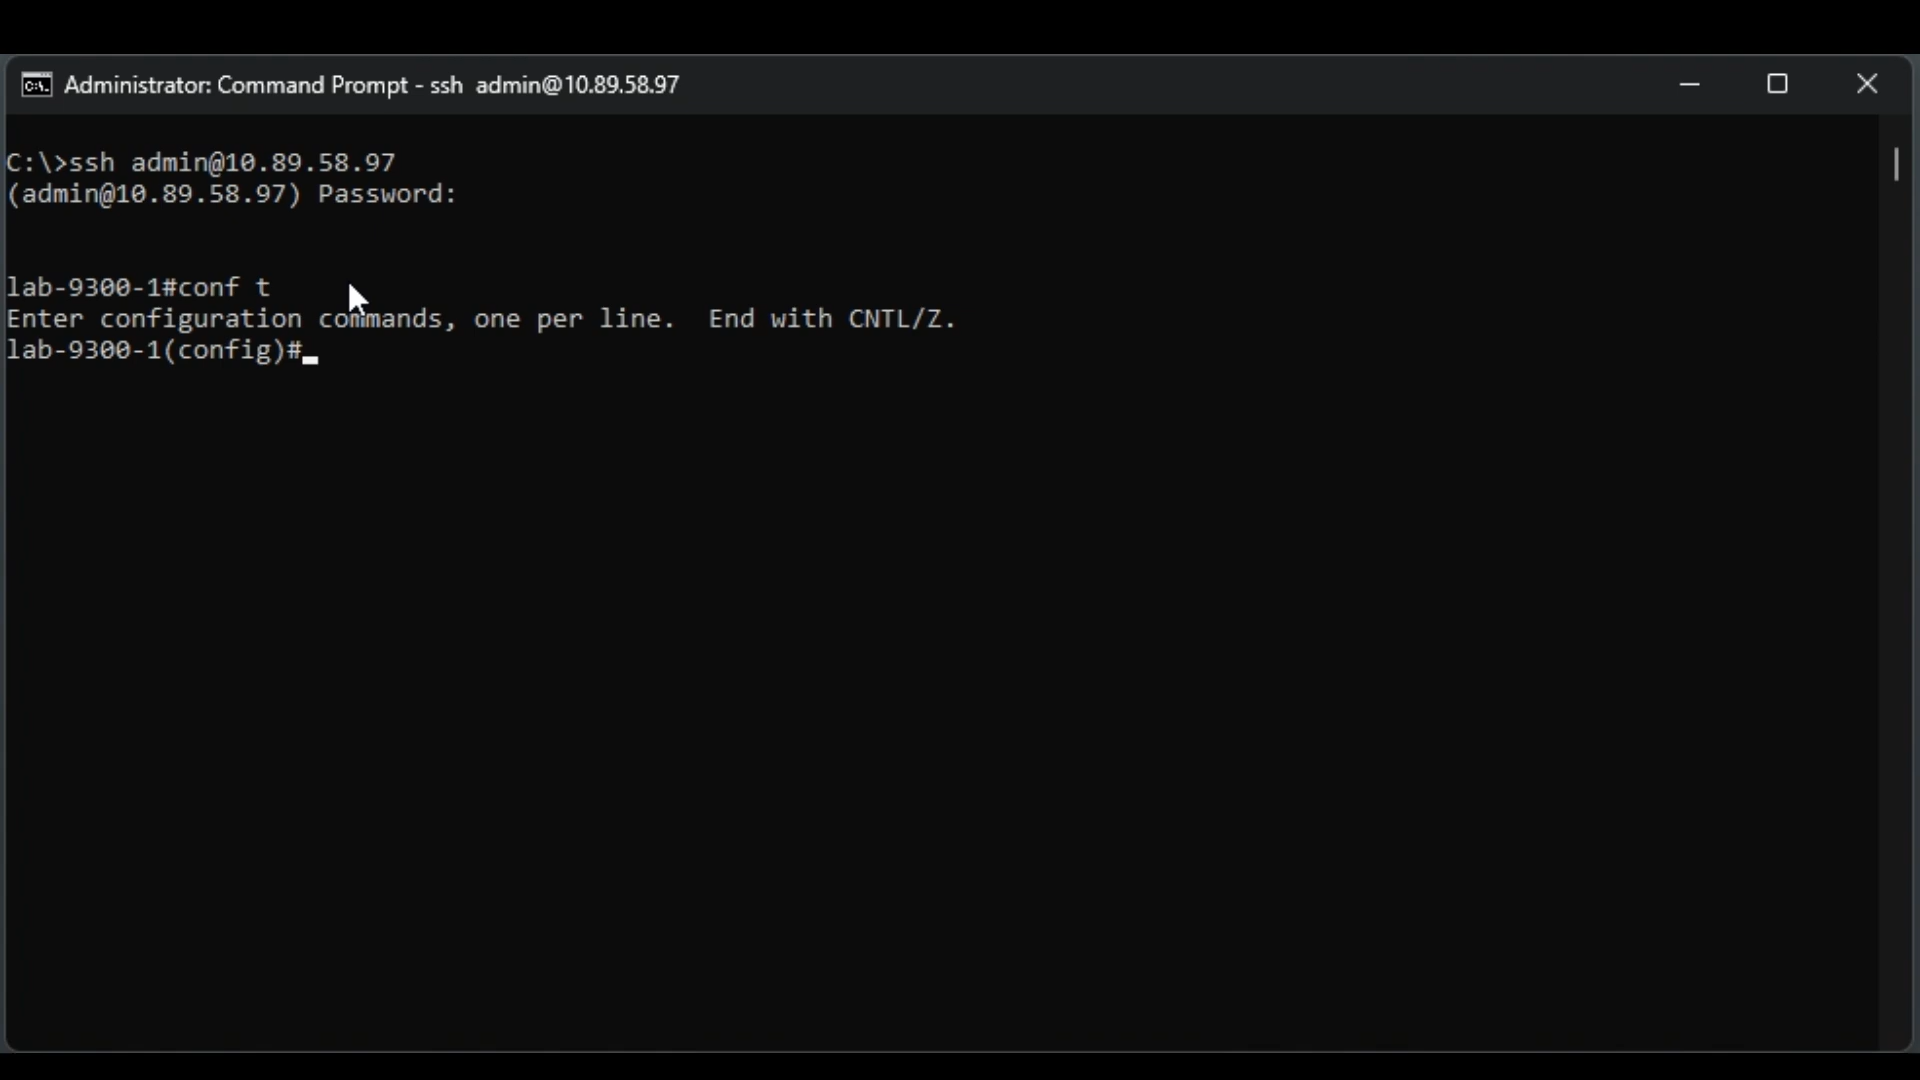 Administrator: Command Prompt - ssh  admin@10.89.58.97
C:\>ssh admin@10.89.58.97
(admin@10.89.58.97) Password:
lab-9300-1#conf t
Enter configuration commands, one per line.  End with CNTL/Z.
lab-9300-1(config)#